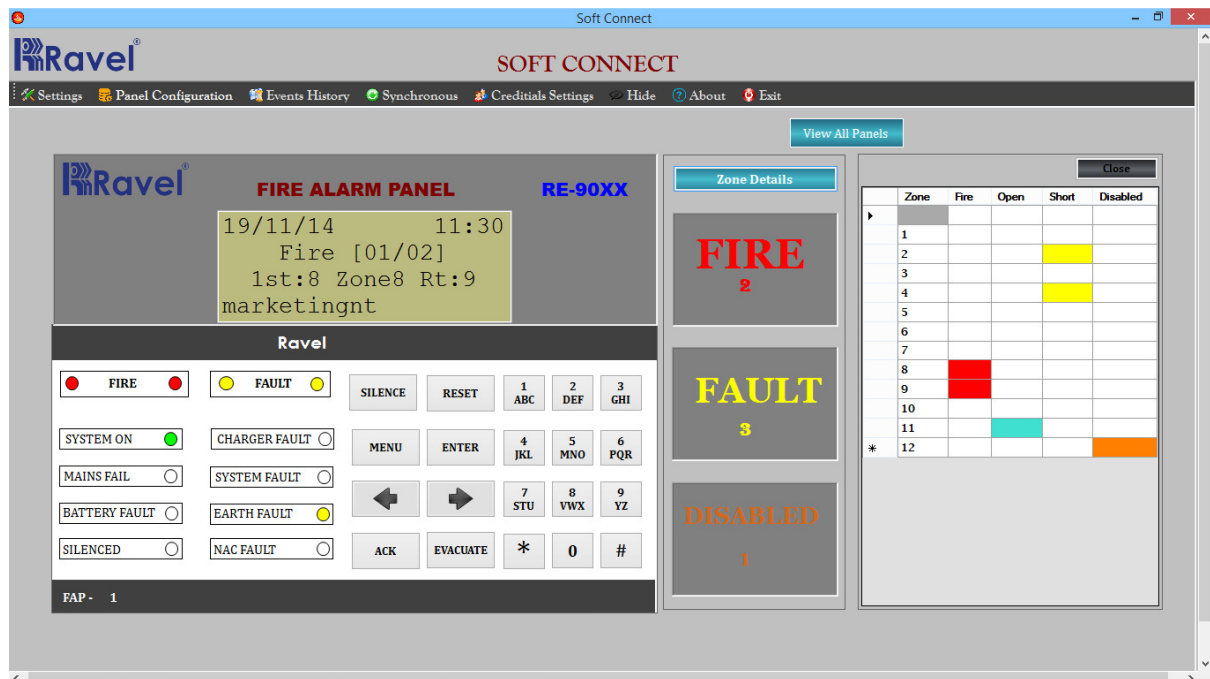 Soft Connect
Ravel®
SOFT CONNECT
Settings Panel Configuration Events History Synchronous Creditials Settings Hide About Exit
View All Panels
Ravel®
FIRE ALARM PANEL RE-90XX
19/11/14 11:30
Fire [01/02]
1st:8 Zone8 Rt:9
marketingnt
Ravel
FIRE FAULT SILENCE RESET 1 ABC 2 DEF 3 GHI
SYSTEM ON CHARGER FAULT MENU ENTER 4 JKL 5 MNO 6 PQR
MAINS FAIL SYSTEM FAULT 7 STU 8 VWX 9 YZ
BATTERY FAULT EARTH FAULT
SILENCED NAC FAULT ACK EVACUATE * 0 #
FAP - 1
Zone Details
FIRE
2
FAULT
3
DISABLED
1
Close
Zone Fire Open Short Disabled
1
2
3
4
5
6
7
8
9
10
11
* 12